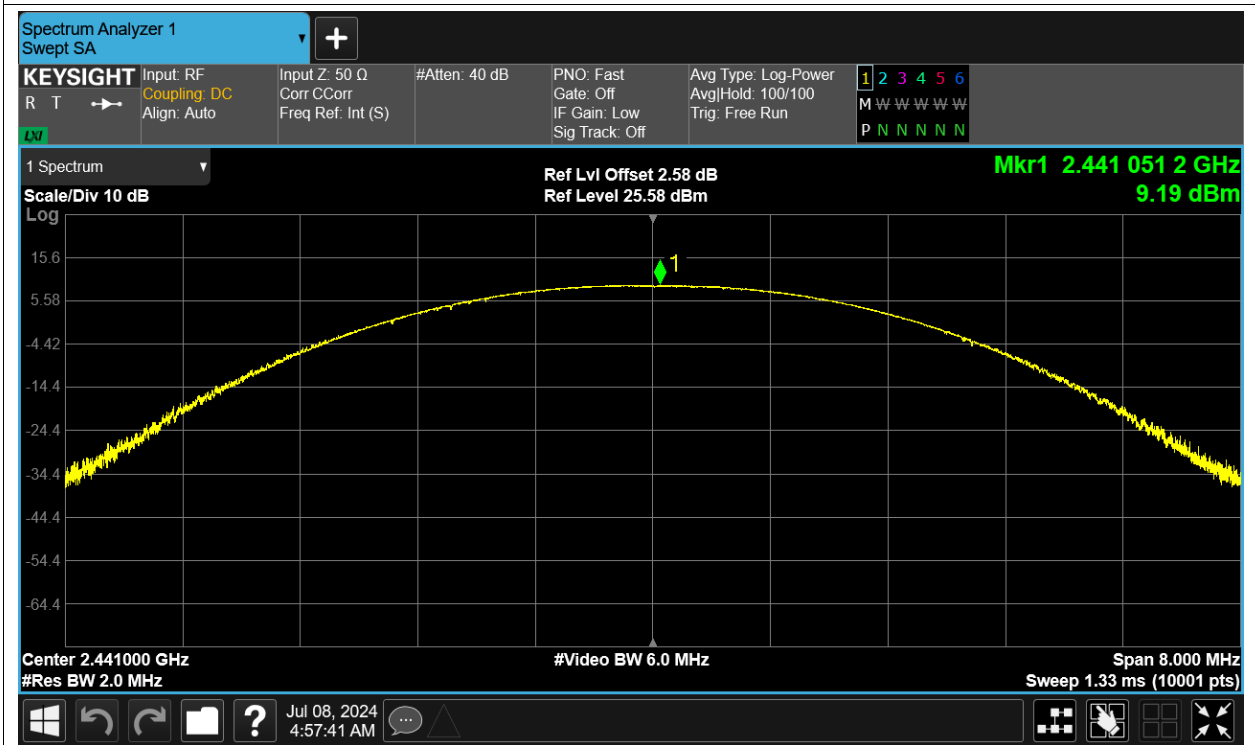 Spectrum Analyzer 1
Swept SA
+
KEYSIGHT
R T
LXI
Input: RF
Coupling: DC
Align: Auto
Input Z: 50 Ω
Corr CCorr
Freq Ref: Int (S)
#Atten: 40 dB
PNO: Fast
Gate: Off
IF Gain: Low
Sig Track: Off
Avg Type: Log-Power
Avg|Hold: 100/100
Trig: Free Run
1 2 3 4 5 6
M W W W W W
P N N N N N
1 Spectrum
Scale/Div 10 dB
Log
Ref Lvl Offset 2.58 dB
Ref Level 25.58 dBm
Mkr1 2.441 051 2 GHz
9.19 dBm
1
15.6
5.58
-4.42
-14.4
-24.4
-34.4
-44.4
-54.4
-64.4
Center 2.441000 GHz
#Res BW 2.0 MHz
#Video BW 6.0 MHz
Span 8.000 MHz
Sweep 1.33 ms (10001 pts)
?
Jul 08, 2024
4:57:41 AM